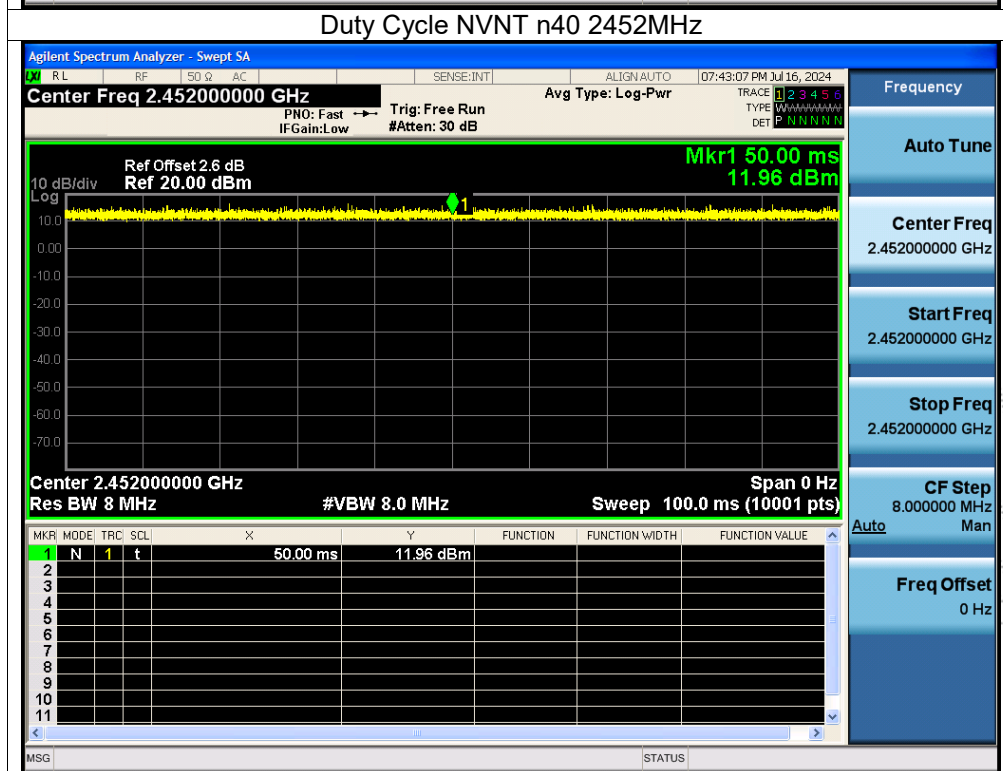 Duty Cycle NVNT n40 2452MHz
Agilent Spectrum Analyzer - Swept SA
LXI RL RF 50 Ω AC SENSE:INT ALIGN AUTO 07:43:07 PM Jul 16, 2024
Center Freq 2.452000000 GHz
PNO: Fast
IFGain:Low
Trig: Free Run
#Atten: 30 dB
Avg Type: Log-Pwr
TRACE 1 2 3 4 5 6
TYPE WWWWWW
DET P N N N N N
Ref Offset 2.6 dB
Mkr1 50.00 ms
10 dB/div Ref 20.00 dBm
11.96 dBm
Log
1
10.0
0.00
-10.0
-20.0
-30.0
-40.0
-50.0
-60.0
-70.0
Center 2.452000000 GHz Span 0 Hz
Res BW 8 MHz #VBW 8.0 MHz Sweep 100.0 ms (10001 pts)
MKR MODE TRC SCL X Y FUNCTION FUNCTION WIDTH FUNCTION VALUE
1 N 1 t 50.00 ms 11.96 dBm
2
3
4
5
6
7
8
9
10
11
MSG STATUS
Frequency
Auto Tune
Center Freq
2.452000000 GHz
Start Freq
2.452000000 GHz
Stop Freq
2.452000000 GHz
CF Step
8.000000 MHz
Auto Man
Freq Offset
0 Hz